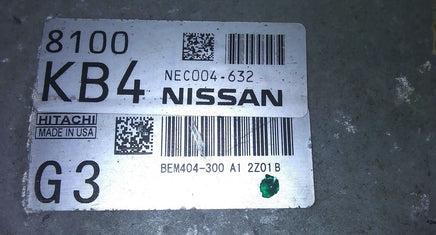 8100
KB4
NEC004-632
NISSAN
HITACHI
MADE IN USA
G3
BEM404-300 A1 2Z01B